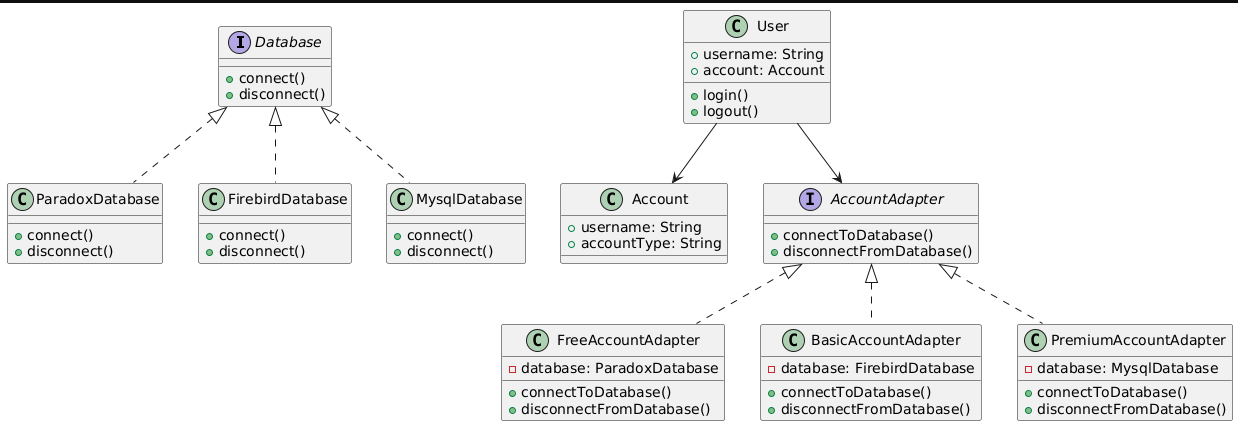 I Database
+ connect()
+ disconnect()
C User
username: String
account: Account
login()
logout()
C ParadoxDatabase
connect()
disconnect()
C FirebirdDatabase
connect()
disconnect()
C MysqlDatabase
connect()
disconnect()
C Account
username: String
accountType: String
I AccountAdapter
connectToDatabase()
disconnectFromDatabase()
C FreeAccountAdapter
database: ParadoxDatabase
connectToDatabase()
disconnectFromDatabase()
C BasicAccountAdapter
database: FirebirdDatabase
connectToDatabase()
disconnectFromDatabase()
C PremiumAccountAdapter
database: MysqlDatabase
connectToDatabase()
disconnectFromDatabase()